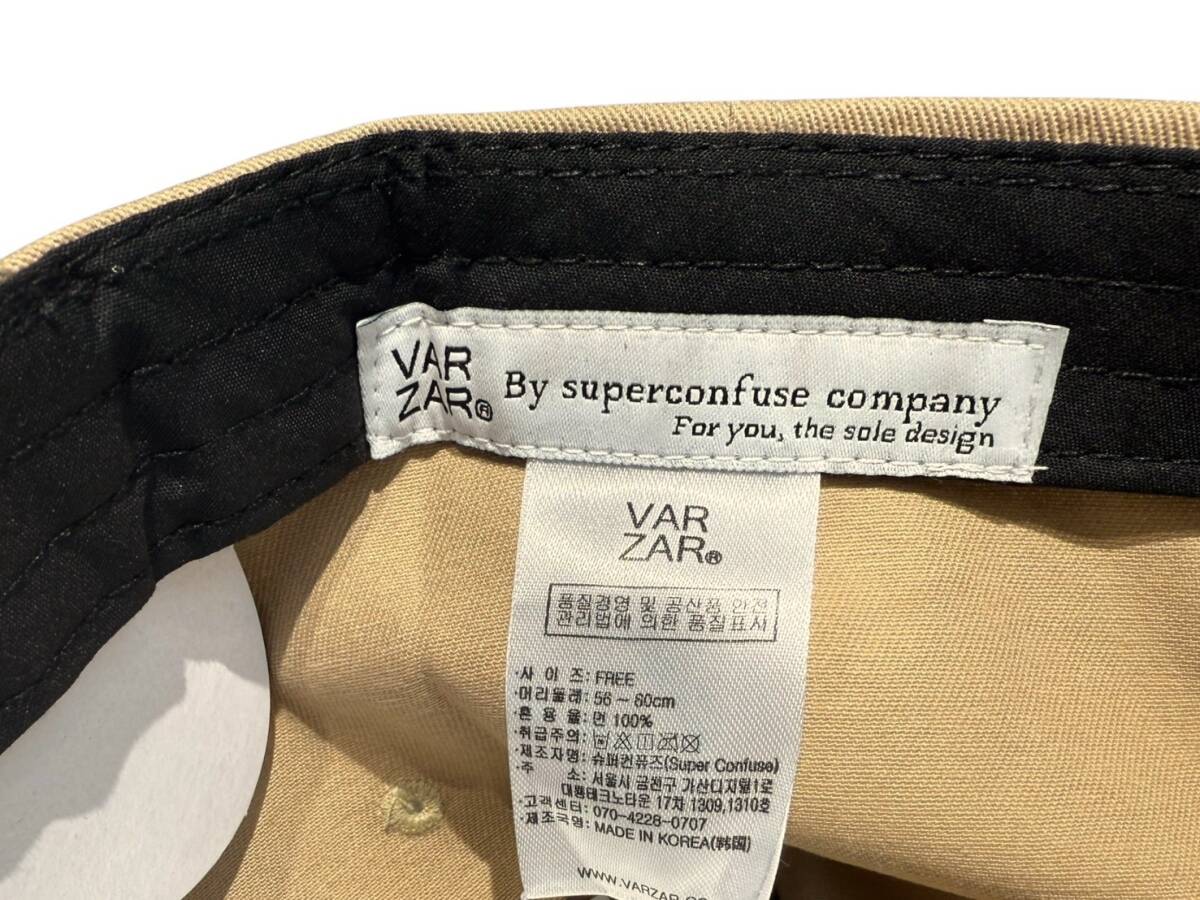 VAR
ZAR®
By superconfuse company
For you, the sole design
VAR
ZAR®
품질경영 및 공산품 안전
관리법에 의한 품질표시
·사 이 즈: FREE
·머리둘레: 56 ~ 60cm
·혼 용 율: 면 100%
·취급주의:
·제조자명: 슈퍼컨퓨즈(Super Confuse)
·주 소: 서울시 금천구 가산디지털1로
대륭테크노타운 17차 1309,1310호
·고객센터: 070-4228-0707
·제조국명: MADE IN KOREA(韩国)
WWW.VARZAR.CO